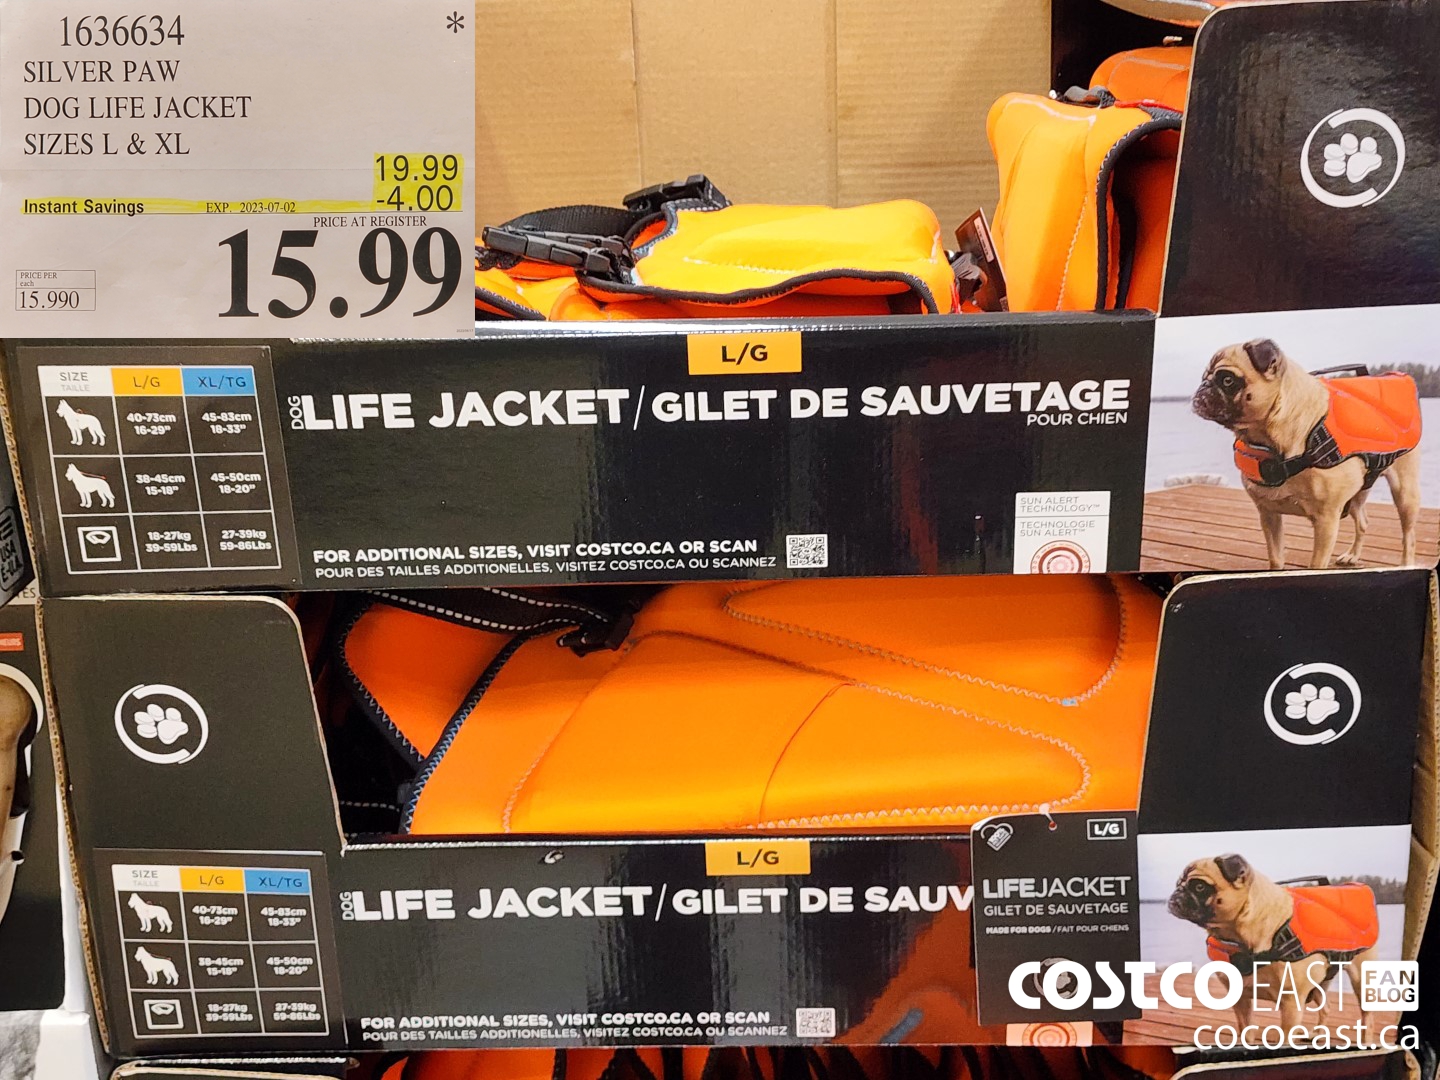 1636634 *
SILVER PAW
DOG LIFE JACKET
SIZES L & XL
19.99
Instant Savings EXP. 2023-07-02 -4.00
PRICE AT REGISTER
15.99
PRICE PER
each
15.990
L/G
SIZE
TAILLE
L/G
XL/TG
40-73cm
16-29"
45-83cm
18-33"
38-45cm
15-18"
45-50cm
18-20"
18-27kg
39-59Lbs
27-39kg
59-86Lbs
DOG LIFE JACKET / GILET DE SAUVETAGE
POUR CHIEN
SUN ALERT
TECHNOLOGY™
TECHNOLOGIE
SUN ALERT™
FOR ADDITIONAL SIZES, VISIT COSTCO.CA OR SCAN
POUR DES TAILLES ADDITIONELLES, VISITEZ COSTCO.CA OU SCANNEZ
L/G
SIZE
TAILLE
L/G
XL/TG
40-73cm
16-29"
45-83cm
18-33"
38-45cm
15-18"
45-50cm
18-20"
18-27kg
39-59Lbs
27-39kg
59-86Lbs
DOG LIFE JACKET / GILET DE SAUV
L/G
LIFEJACKET
GILET DE SAUVETAGE
MADE FOR DOGS / FAIT POUR CHIENS
FOR ADDITIONAL SIZES, VISIT COSTCO.CA OR SCAN
POUR DES TAILLES ADDITIONELLES, VISITEZ COSTCO.CA OU SCANNEZ
COSTCO EAST FAN BLOG
cocoeast.ca